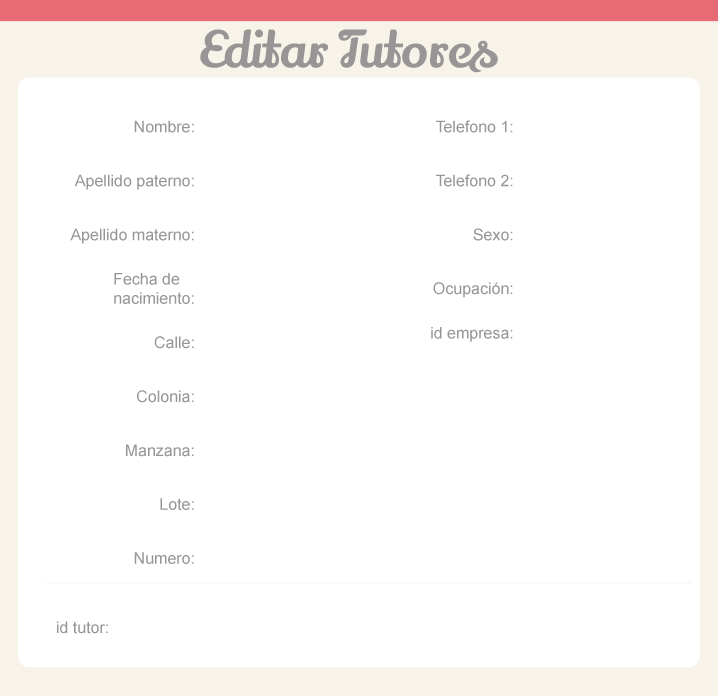 Editar Tutores
Nombre:
Apellido paterno:
Apellido materno:
Fecha de
nacimiento:
Calle:
Colonia:
Manzana:
Lote:
Numero:
Telefono 1:
Telefono 2:
Sexo:
Ocupación:
id empresa:
id tutor: